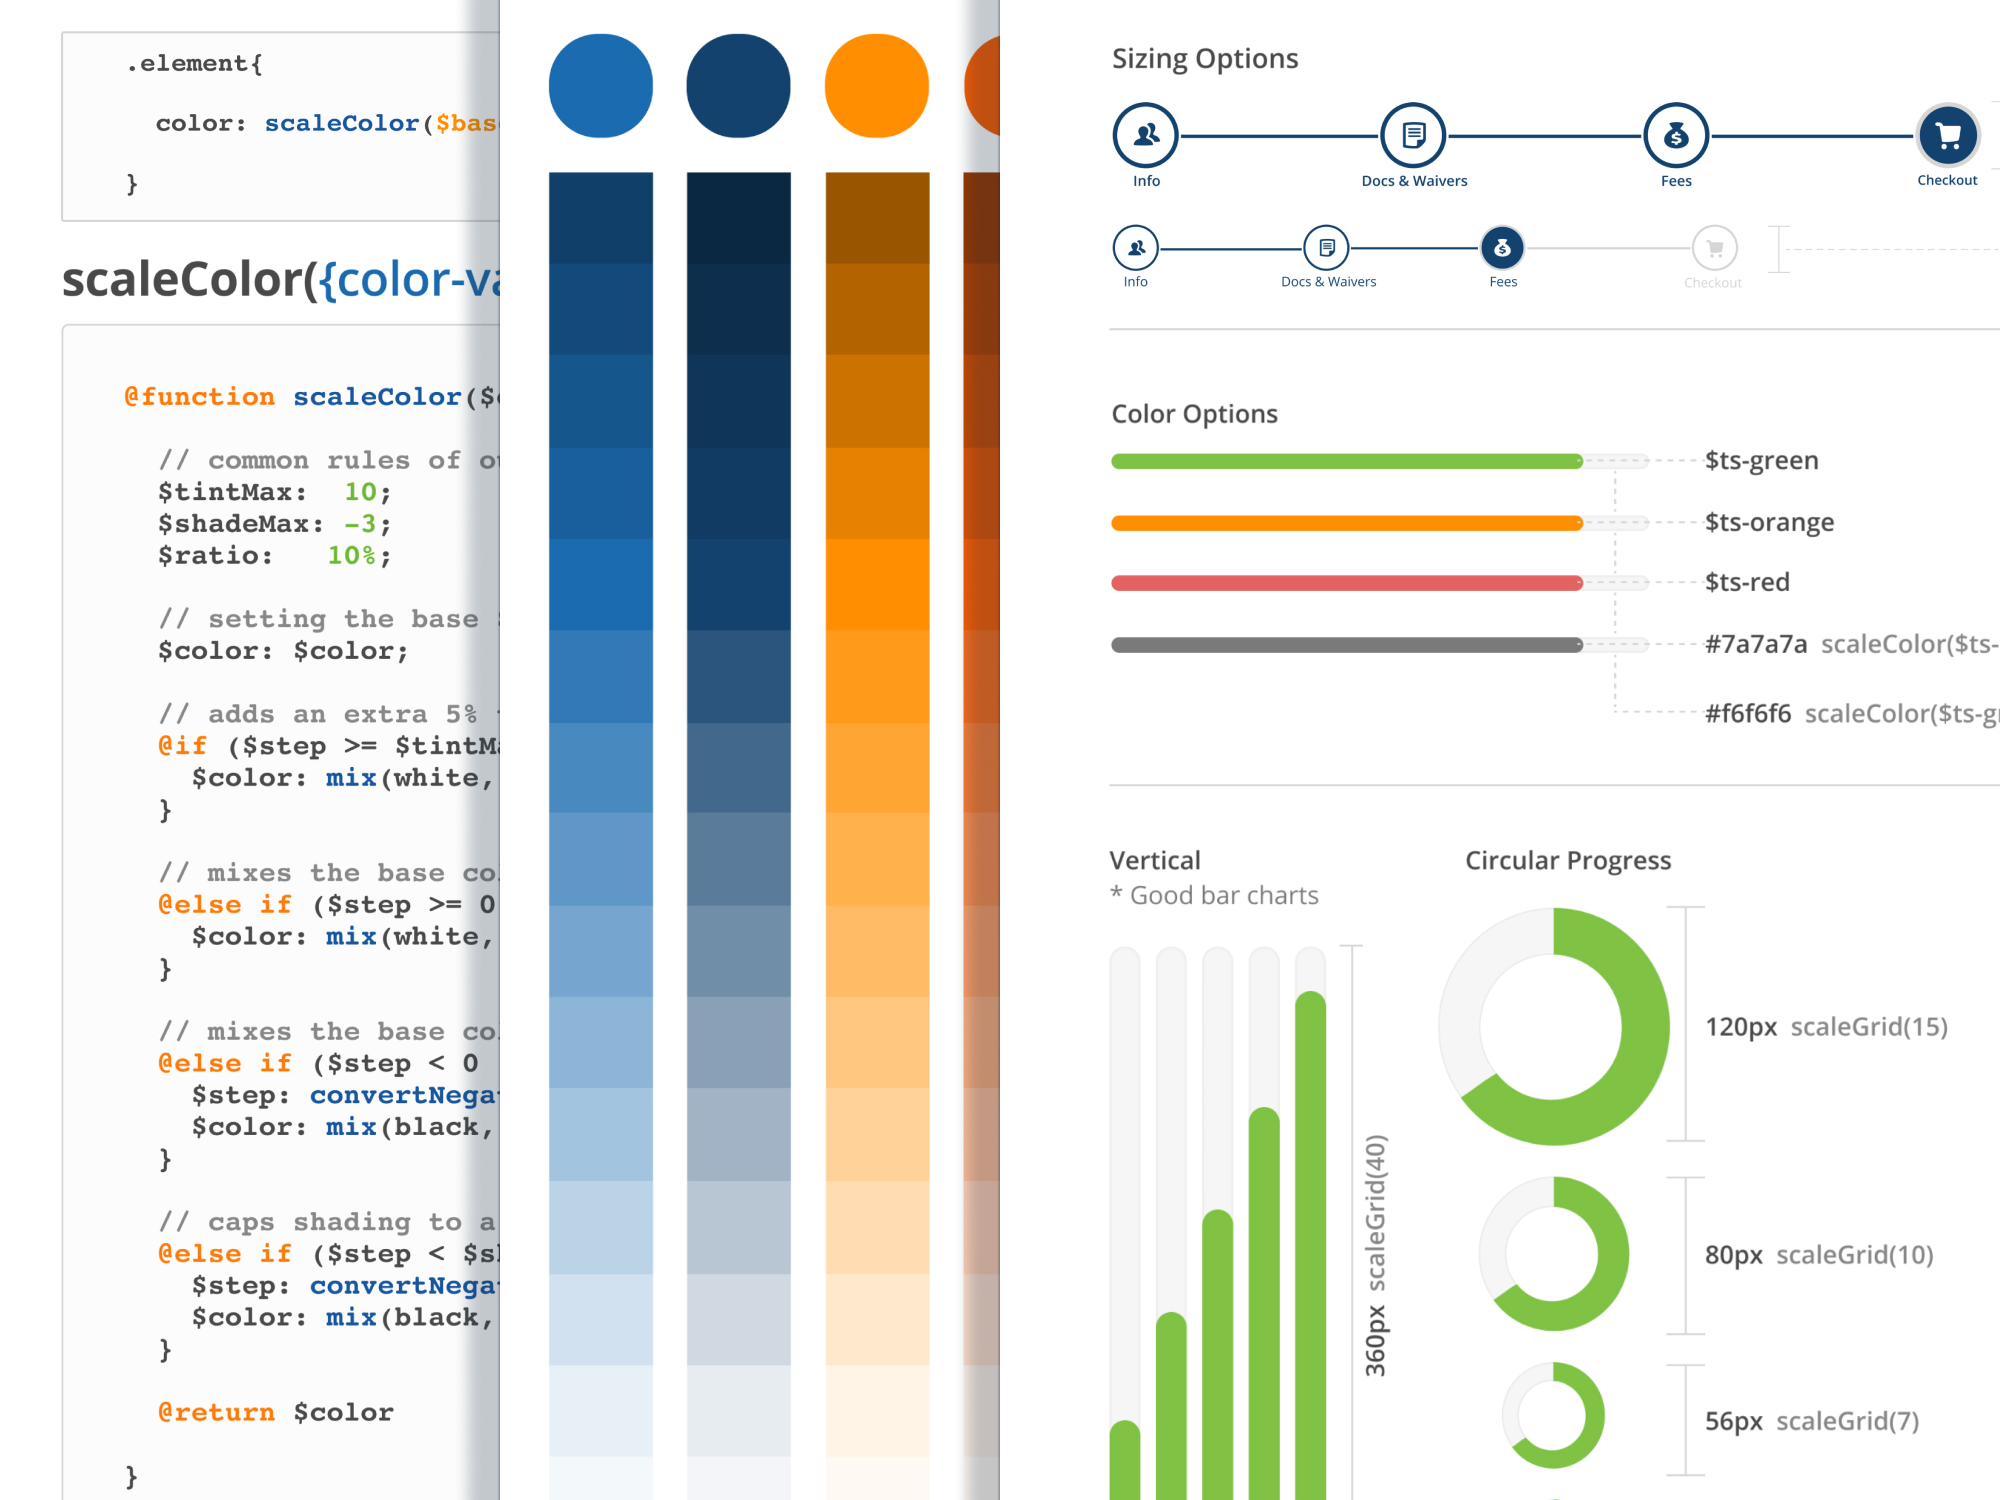 .element{
color: scaleColor($bas
}
scaleColor({color-va
@function scaleColor($
// common rules of
$tintMax: 10;
$shadeMax: -3;
$ratio: 10%;
// setting the base
$color: $color;
// adds an extra 5%
@if ($step >= $tintMa
$color: mix(white,
}
// mixes the base co
@else if ($step >= 0
$color: mix(white,
}
// mixes the base co
@else if ($step < 0
$step: convertNega
$color: mix(black,
}
// caps shading to a
@else if ($step < $s
$step: convertNega
$color: mix(black,
}
@return $color
}
Sizing Options
Info
Docs & Waivers
Fees
Checkout
Info
Docs & Waivers
Fees
Checkout
Color Options
$ts-green
$ts-orange
$ts-red
#7a7a7a scaleColor($ts-
#f6f6f6 scaleColor($ts-g
Vertical
* Good bar charts
360px scaleGrid(40)
Circular Progress
120px scaleGrid(15)
80px scaleGrid(10)
56px scaleGrid(7)